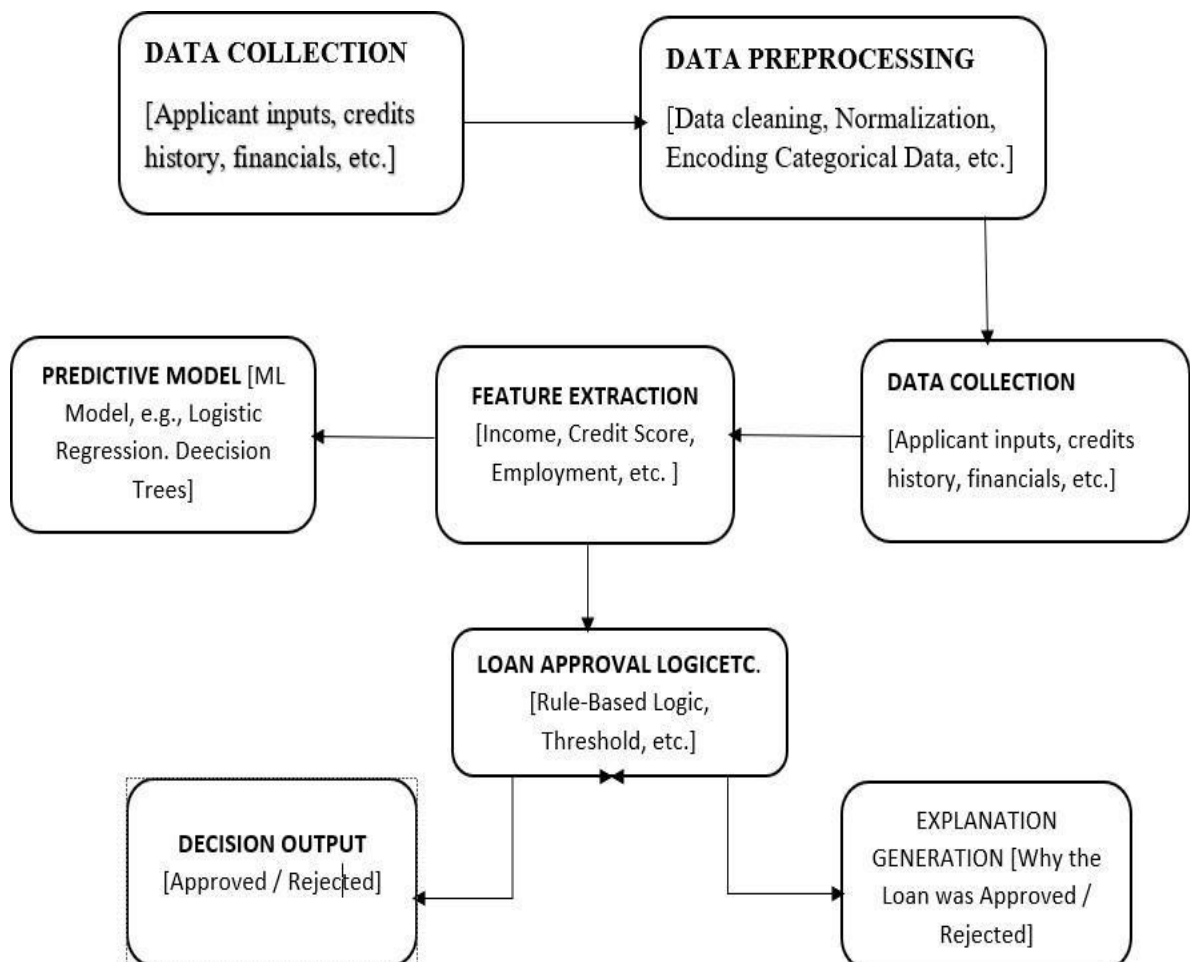 DATA COLLECTION
[Applicant inputs, credits
history, financials, etc.]
DATA PREPROCESSING
[Data cleaning, Normalization,
Encoding Categorical Data, etc.]
PREDICTIVE MODEL [ML
Model, e.g., Logistic
Regression. Deecision
Trees]
FEATURE EXTRACTION
[Income, Credit Score,
Employment, etc. ]
DATA COLLECTION
[Applicant inputs, credits
history, financials, etc.]
LOAN APPROVAL LOGICETC.
[Rule-Based Logic,
Threshold, etc.]
DECISION OUTPUT
[Approved / Rejected]
EXPLANATION
GENERATION [Why the
Loan was Approved /
Rejected]